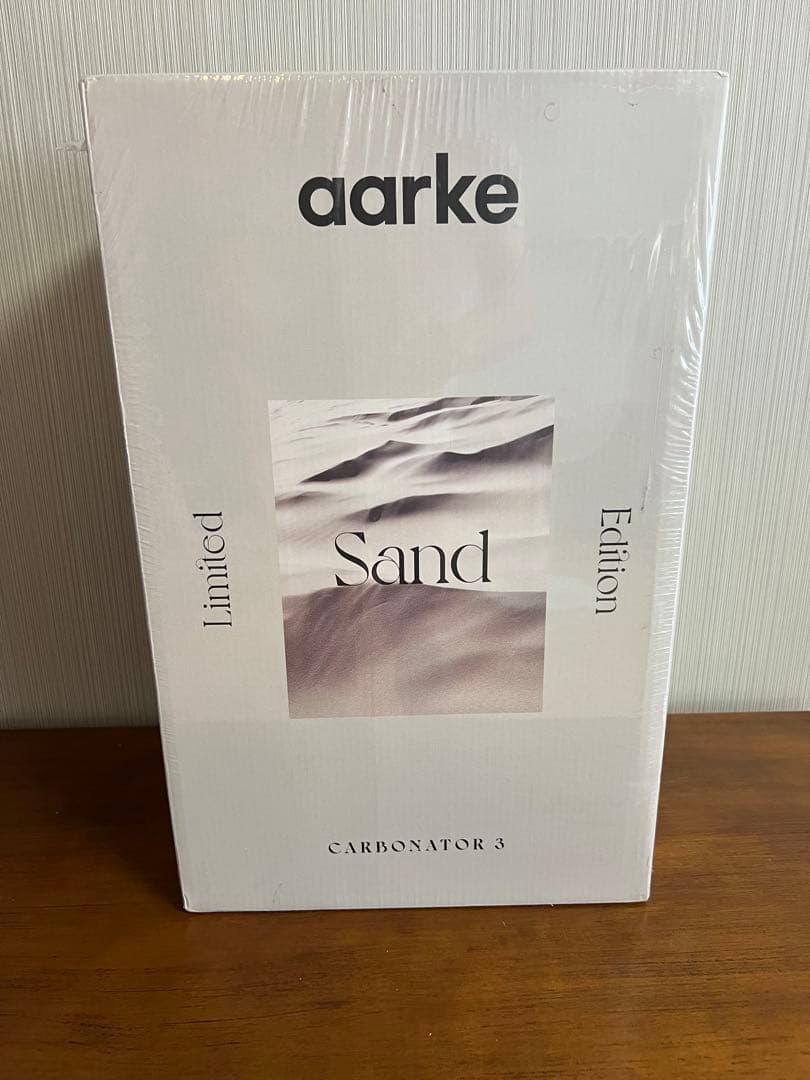 aarke
Limited
Sand
Edition
CARBONATOR 3